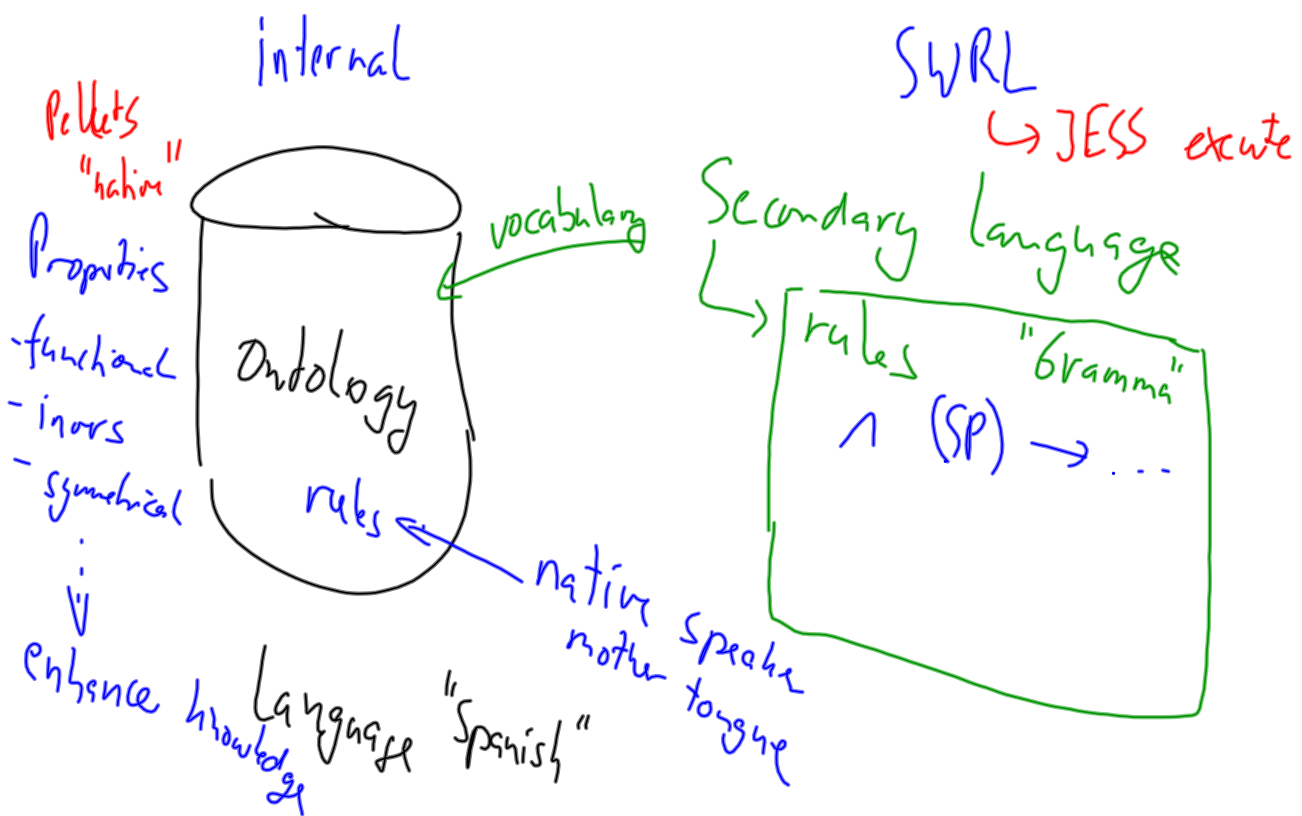 internal
SWRL
Pellets
↳ JESS execute
"native"
vocabulary
Secondary language
Properties
rules "Gramma"
Ontology
- functional
∧ (SP) → ...
- invers
- symmetrical
rules
native speaker
mother tongue
enhance knowledge
Language "Spanish"